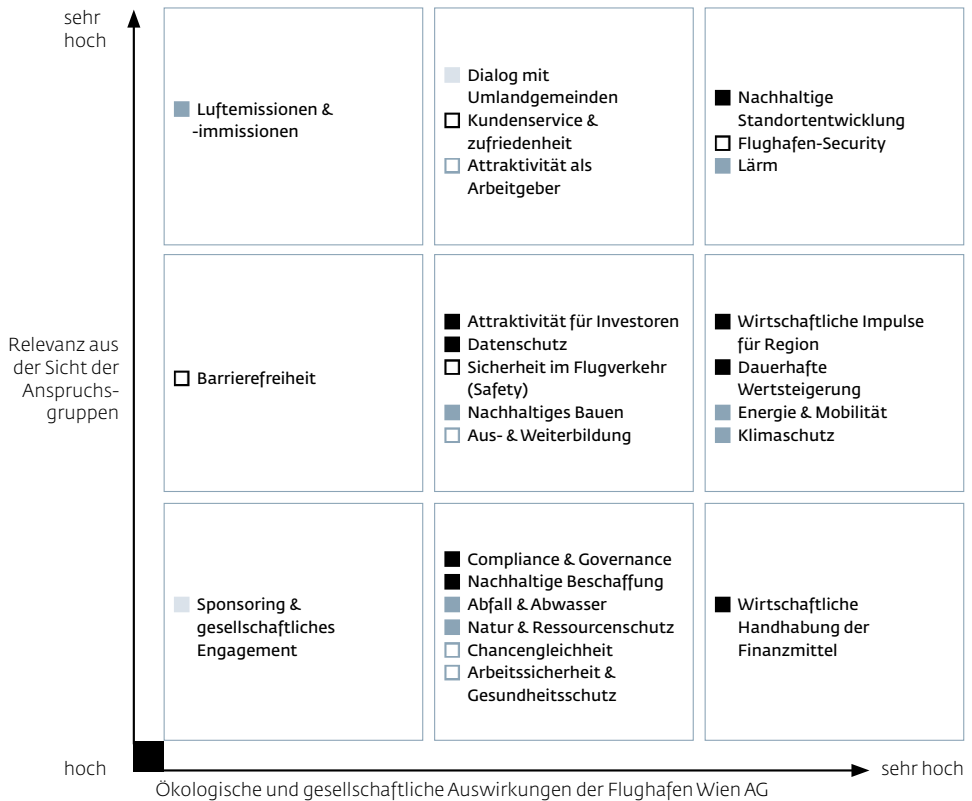 sehr
hoch
Luftemissionen &
-immissionen
Dialog mit
Umlandgemeinden
Kundenservice &
zufriedenheit
Attraktivität als
Arbeitgeber
Nachhaltige
Standortentwicklung
Flughafen-Security
Lärm
Relevanz aus
der Sicht der
Anspruchs-
gruppen
Barrierefreiheit
Attraktivität für Investoren
Datenschutz
Sicherheit im Flugverkehr
(Safety)
Nachhaltiges Bauen
Aus- & Weiterbildung
Wirtschaftliche Impulse
für Region
Dauerhafte
Wertsteigerung
Energie & Mobilität
Klimaschutz
Sponsoring &
gesellschaftliches
Engagement
Compliance & Governance
Nachhaltige Beschaffung
Abfall & Abwasser
Natur & Ressourcenschutz
Chancengleichheit
Arbeitssicherheit &
Gesundheitsschutz
Wirtschaftliche
Handhabung der
Finanzmittel
hoch
sehr hoch
Ökologische und gesellschaftliche Auswirkungen der Flughafen Wien AG